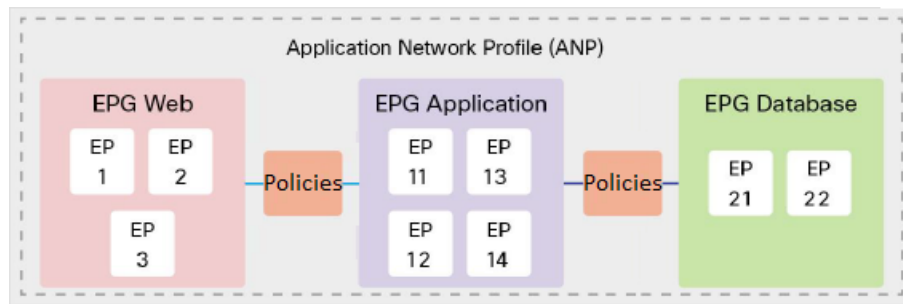 Application Network Profile (ANP)
EPG Web
EP
1
EP
2
EP
3
Policies
EPG Application
EP
11
EP
13
EP
12
EP
14
Policies
EPG Database
EP
21
EP
22